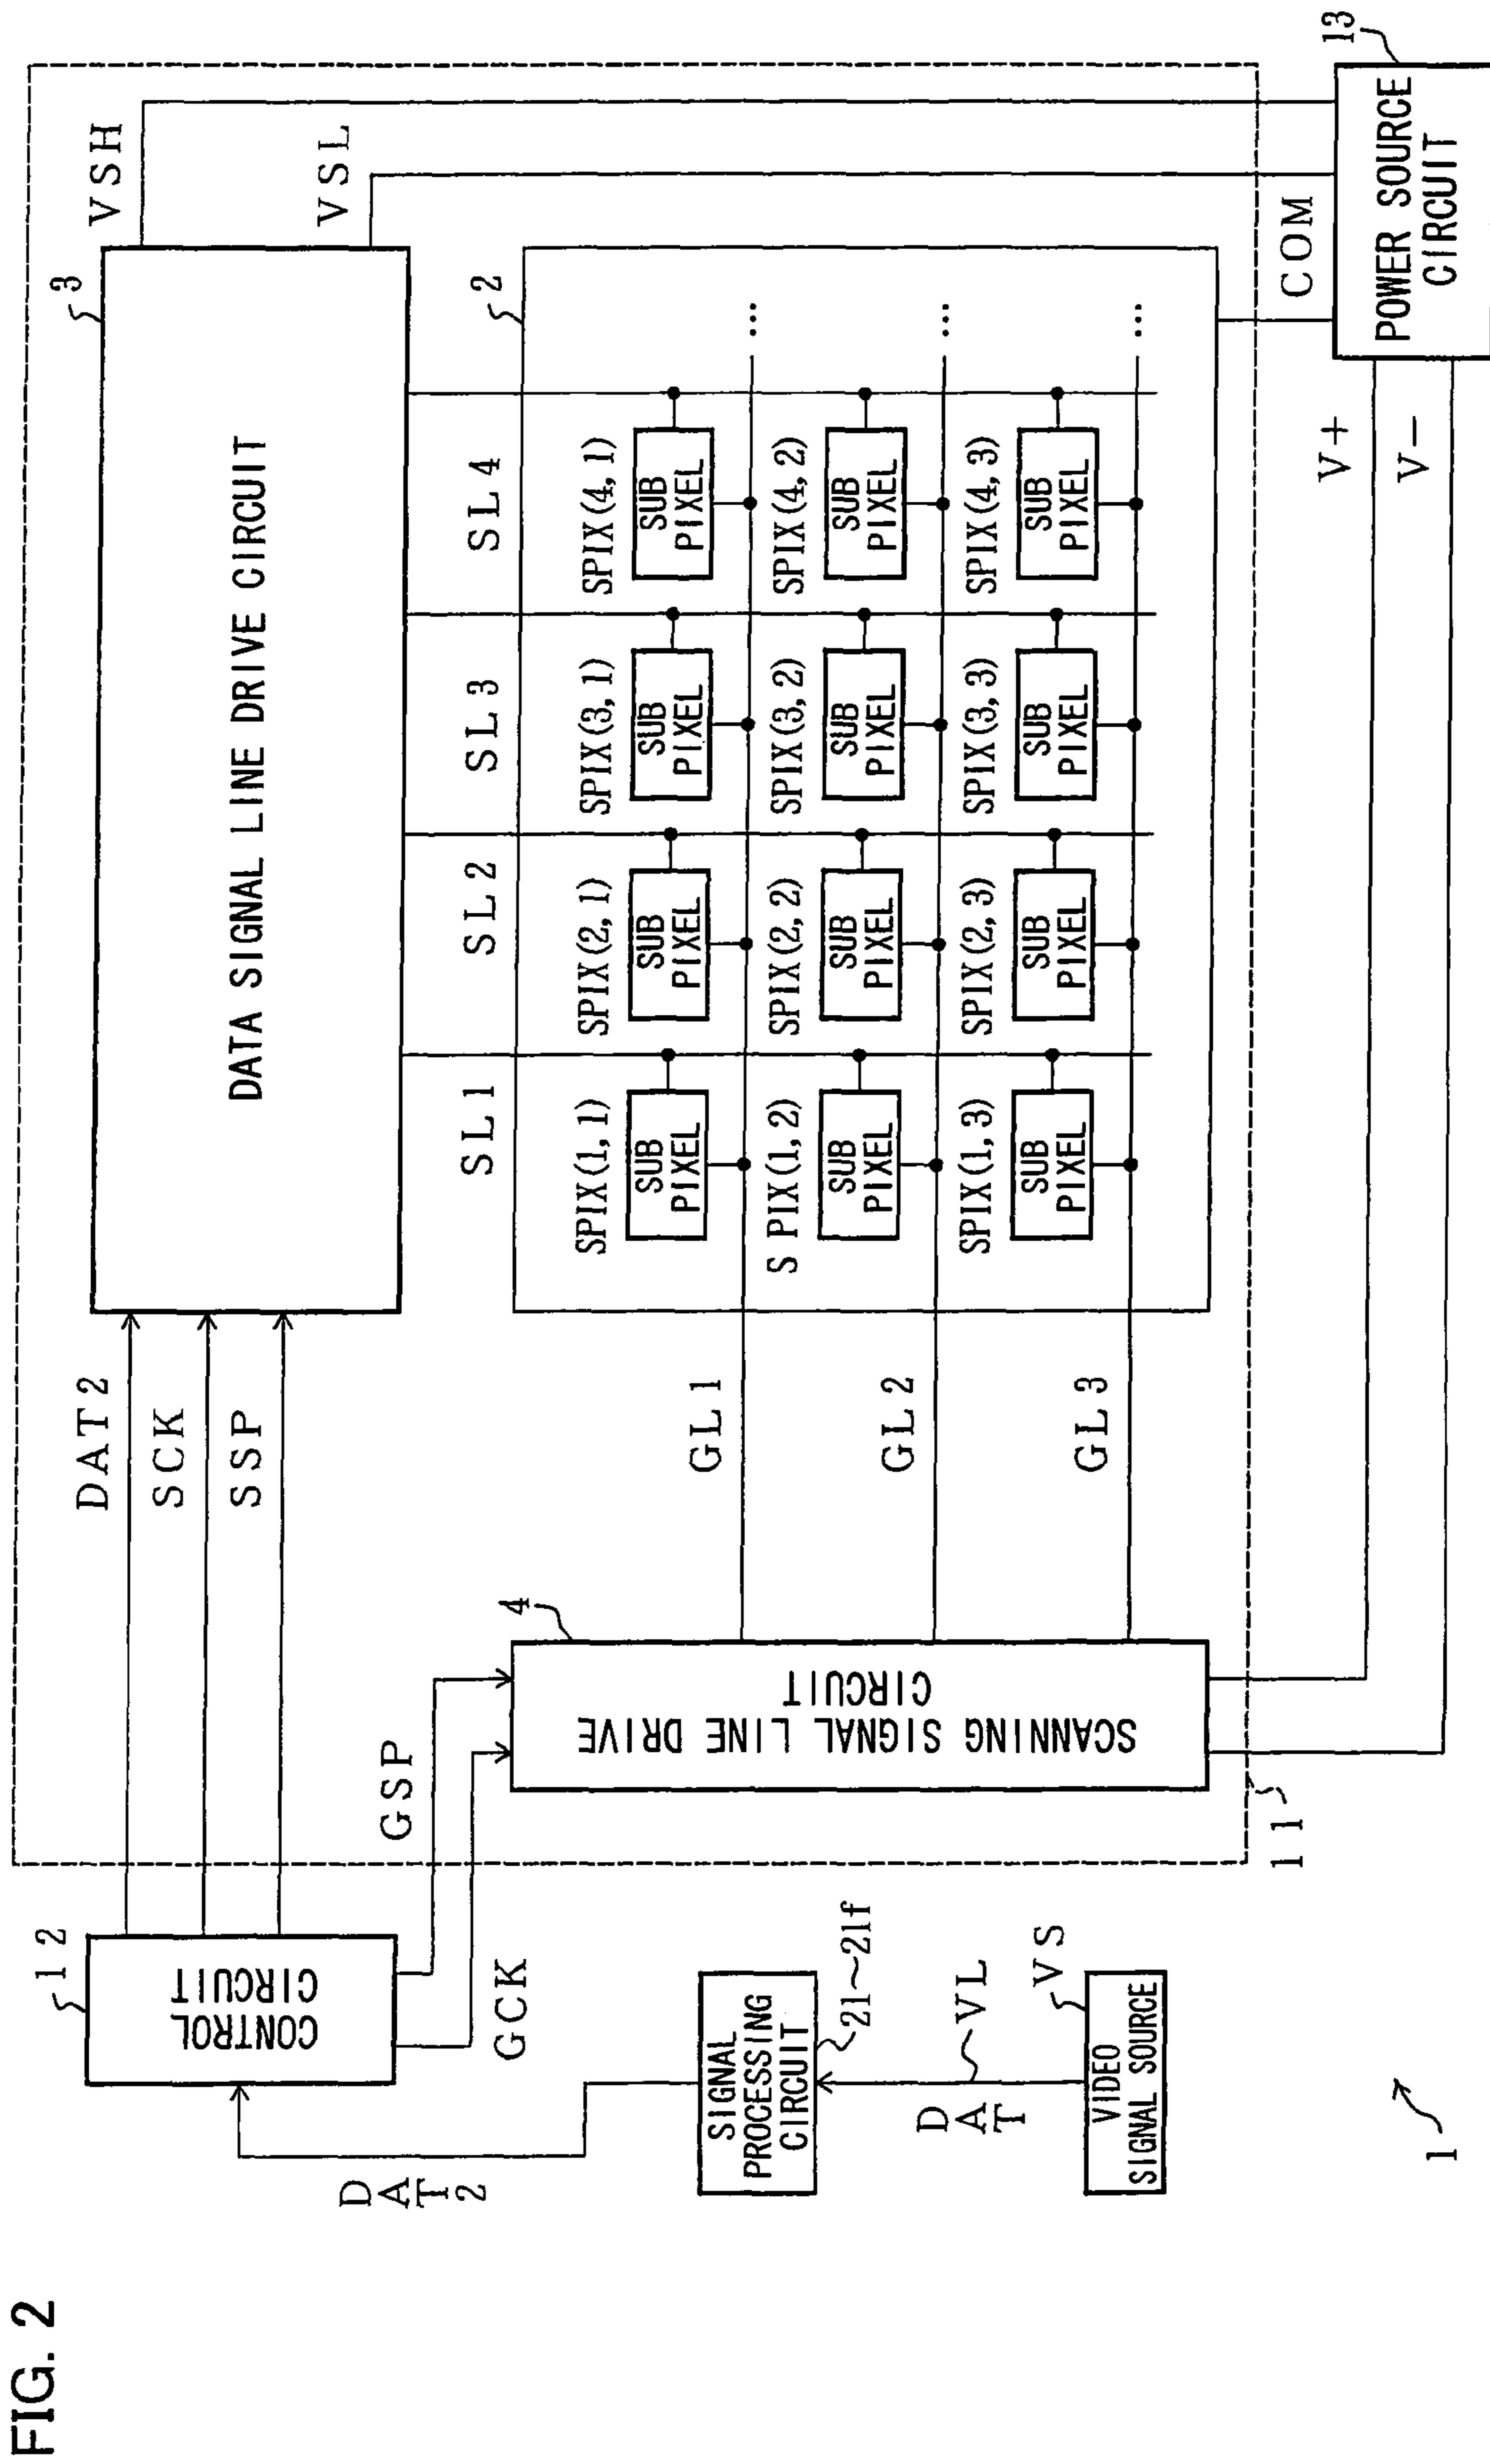 FIG. 2
12
CONTROL
CIRCUIT
DAT2
SCK
SSP
GSP
GCK
DAT2
SIGNAL
PROCESSING
CIRCUIT
21~21f
DAT
VL
VS
VIDEO
SIGNAL SOURCE
1
3
DATA SIGNAL LINE DRIVE CIRCUIT
VSH
VSL
4
SCANNING SIGNAL LINE DRIVE
CIRCUIT
11
2
SL1
SL2
SL3
SL4
GL1
SPIX(1,1)
SUB
PIXEL
SPIX(2,1)
SUB
PIXEL
SPIX(3,1)
SUB
PIXEL
SPIX(4,1)
SUB
PIXEL
...
GL2
SPIX(1,2)
SUB
PIXEL
SPIX(2,2)
SUB
PIXEL
SPIX(3,2)
SUB
PIXEL
SPIX(4,2)
SUB
PIXEL
...
GL3
SPIX(1,3)
SUB
PIXEL
SPIX(2,3)
SUB
PIXEL
SPIX(3,3)
SUB
PIXEL
SPIX(4,3)
SUB
PIXEL
...
COM
V+
V-
13
POWER SOURCE
CIRCUIT